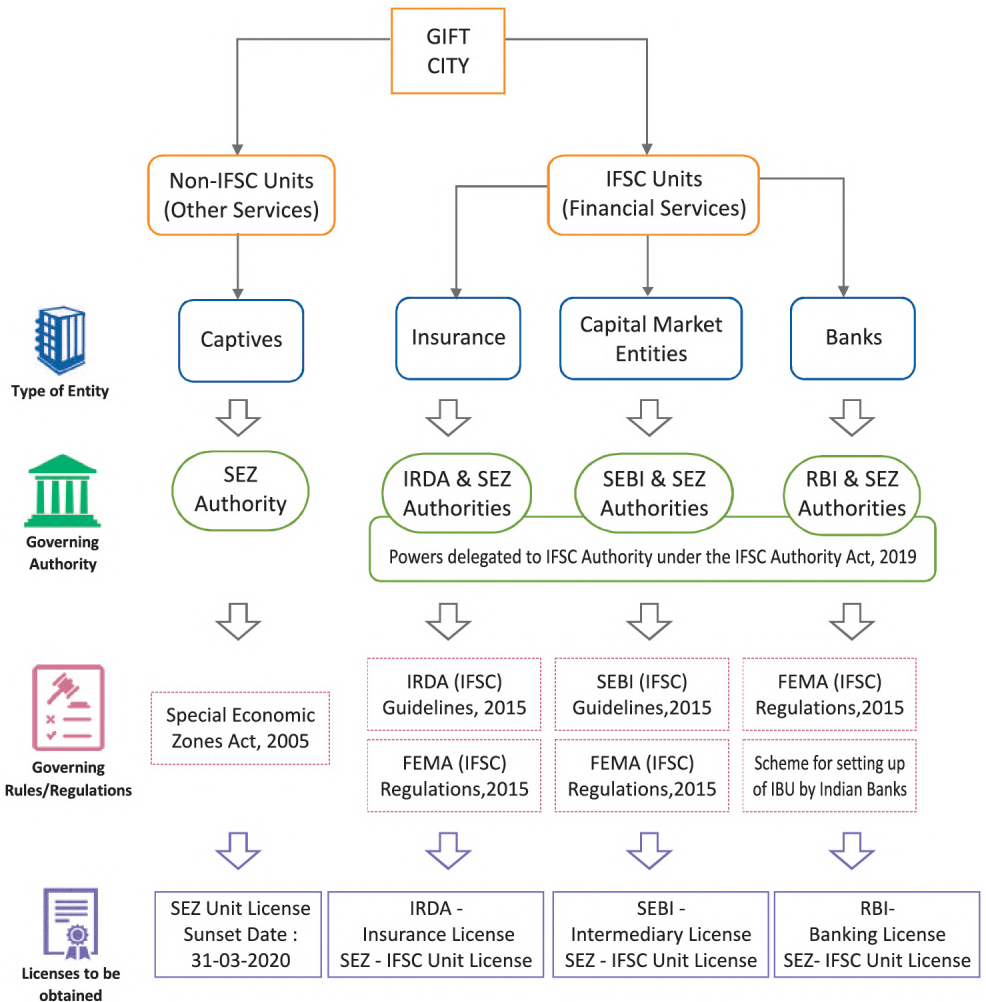 GIFT
CITY
Non-IFSC Units
(Other Services)
IFSC Units
(Financial Services)
Type of Entity
Captives
Insurance
Capital Market
Entities
Banks
Governing
Authority
SEZ
Authority
IRDA & SEZ
Authorities
SEBI & SEZ
Authorities
RBI & SEZ
Authorities
Powers delegated to IFSC Authority under the IFSC Authority Act, 2019
Governing
Rules/Regulations
Special Economic
Zones Act, 2005
IRDA (IFSC)
Guidelines, 2015
FEMA (IFSC)
Regulations,2015
SEBI (IFSC)
Guidelines,2015
FEMA (IFSC)
Regulations,2015
FEMA (IFSC)
Regulations,2015
Scheme for setting up
of IBU by Indian Banks
Licenses to be
obtained
SEZ Unit License
Sunset Date :
31-03-2020
IRDA -
Insurance License
SEZ - IFSC Unit License
SEBI -
Intermediary License
SEZ - IFSC Unit License
RBI-
Banking License
SEZ- IFSC Unit License